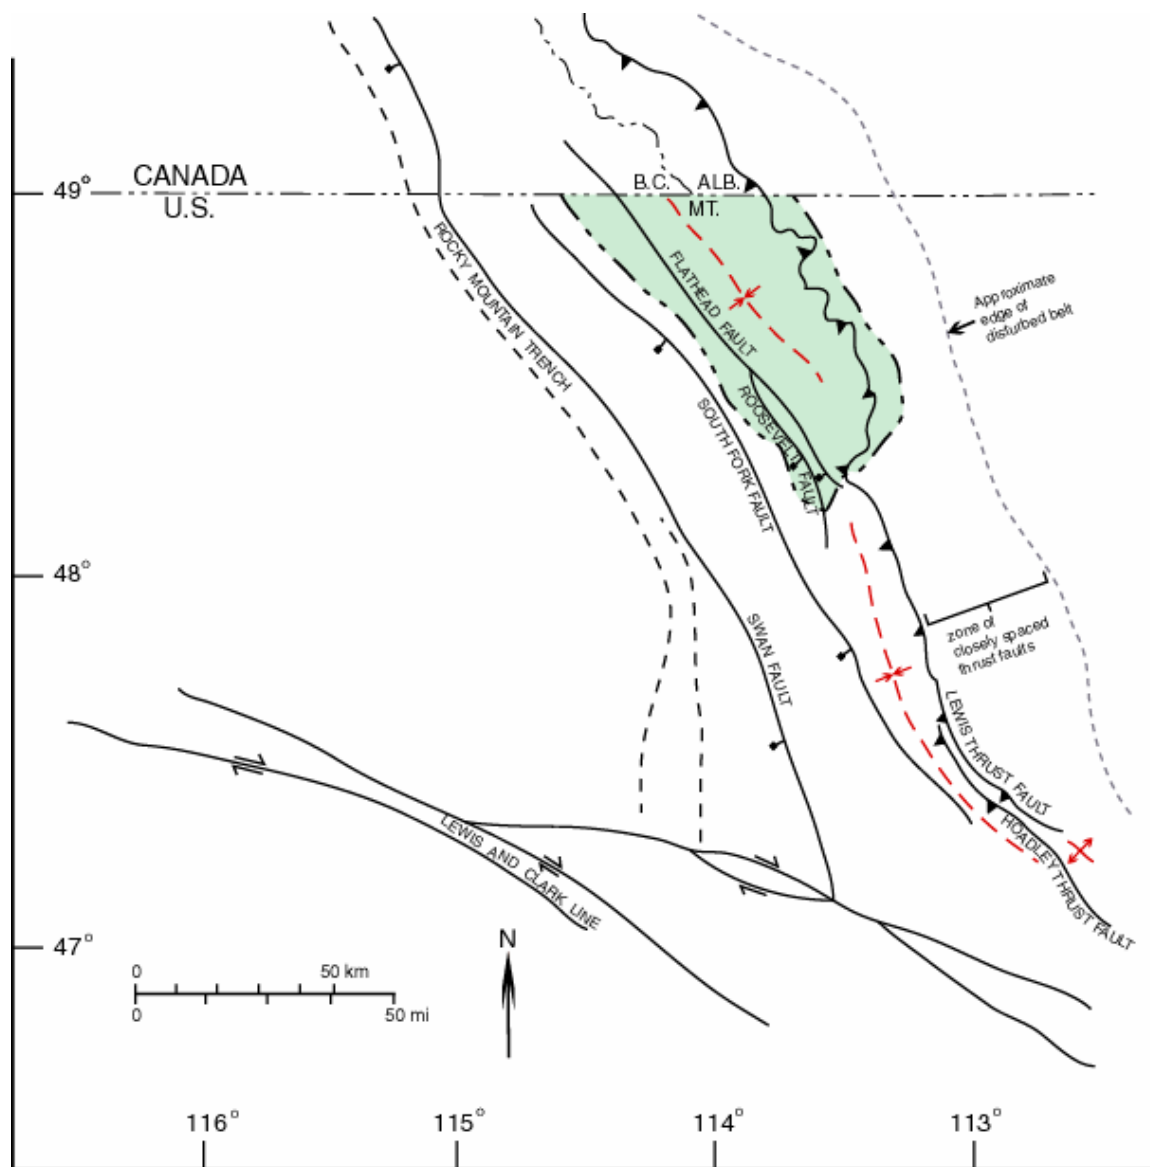 CANADA
49°
U.S.
B.C.
ALB.
MT.
ROCKY MOUNTAIN TRENCH
FLATHEAD FAULT
Approximate
edge of
disturbed belt
ROOSEVELT FAULT
SOUTH FORK FAULT
48°
SWAN FAULT
zone of
closely spaced
thrust faults
LEWIS THRUST FAULT
HOADLEY THRUST FAULT
LEWIS AND CLARK LINE
47°
N
0
50 km
0
50 mi
116°
115°
114°
113°